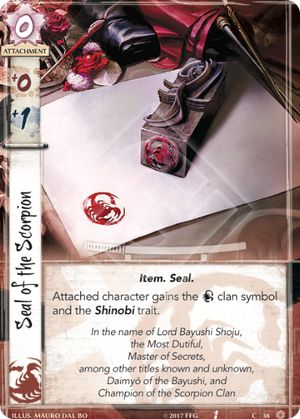 0
ATTACHMENT
+0
+1
Seal of the Scorpion
Item. Seal.
Attached character gains the clan symbol
and the Shinobi trait.
In the name of Lord Bayushi Shoju,
the Most Dutiful,
Master of Secrets,
among other titles known and unknown,
Daimyō of the Bayushi, and
Champion of the Scorpion Clan
ILLUS. MAURO DAL BO
© 2017 FFG
C 38